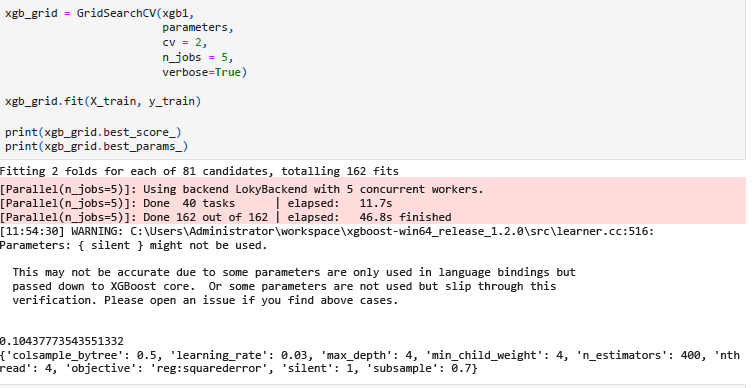 xgb_grid = GridSearchCV(xgb1,
                        parameters,
                        cv = 2,
                        n_jobs = 5,
                        verbose=True)

xgb_grid.fit(X_train, y_train)

print(xgb_grid.best_score_)
print(xgb_grid.best_params_)

Fitting 2 folds for each of 81 candidates, totalling 162 fits
[Parallel(n_jobs=5)]: Using backend LokyBackend with 5 concurrent workers.
[Parallel(n_jobs=5)]: Done  40 tasks      | elapsed:   11.7s
[Parallel(n_jobs=5)]: Done 162 out of 162 | elapsed:   46.8s finished
[11:54:30] WARNING: C:\Users\Administrator\workspace\xgboost-win64_release_1.2.0\src\learner.cc:516:
Parameters: { silent } might not be used.

  This may not be accurate due to some parameters are only used in language bindings but
  passed down to XGBoost core.  Or some parameters are not used but slip through this
  verification. Please open an issue if you find above cases.


0.10437773543551332
{'colsample_bytree': 0.5, 'learning_rate': 0.03, 'max_depth': 4, 'min_child_weight': 4, 'n_estimators': 400, 'nth
read': 4, 'objective': 'reg:squarederror', 'silent': 1, 'subsample': 0.7}